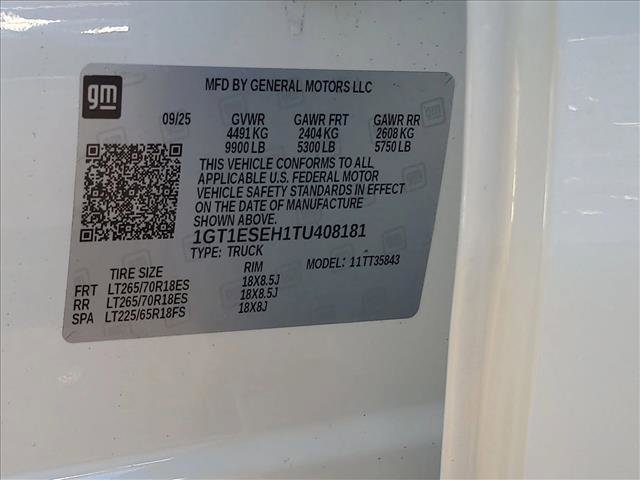 gm
MFD BY GENERAL MOTORS LLC
09/25 GVWR GAWR FRT GAWR RR
4491 KG 2404 KG 2608 KG
9900 LB 5300 LB 5750 LB
THIS VEHICLE CONFORMS TO ALL
APPLICABLE U.S. FEDERAL MOTOR
VEHICLE SAFETY STANDARDS IN EFFECT
ON THE DATE OF MANUFACTURE
SHOWN ABOVE.
1GT1ESEH1TU408181
TYPE: TRUCK MODEL: 11TT35843
TIRE SIZE RIM
FRT LT265/70R18ES 18X8.5J
RR LT265/70R18ES 18X8.5J
SPA LT225/65R18FS 18X8J